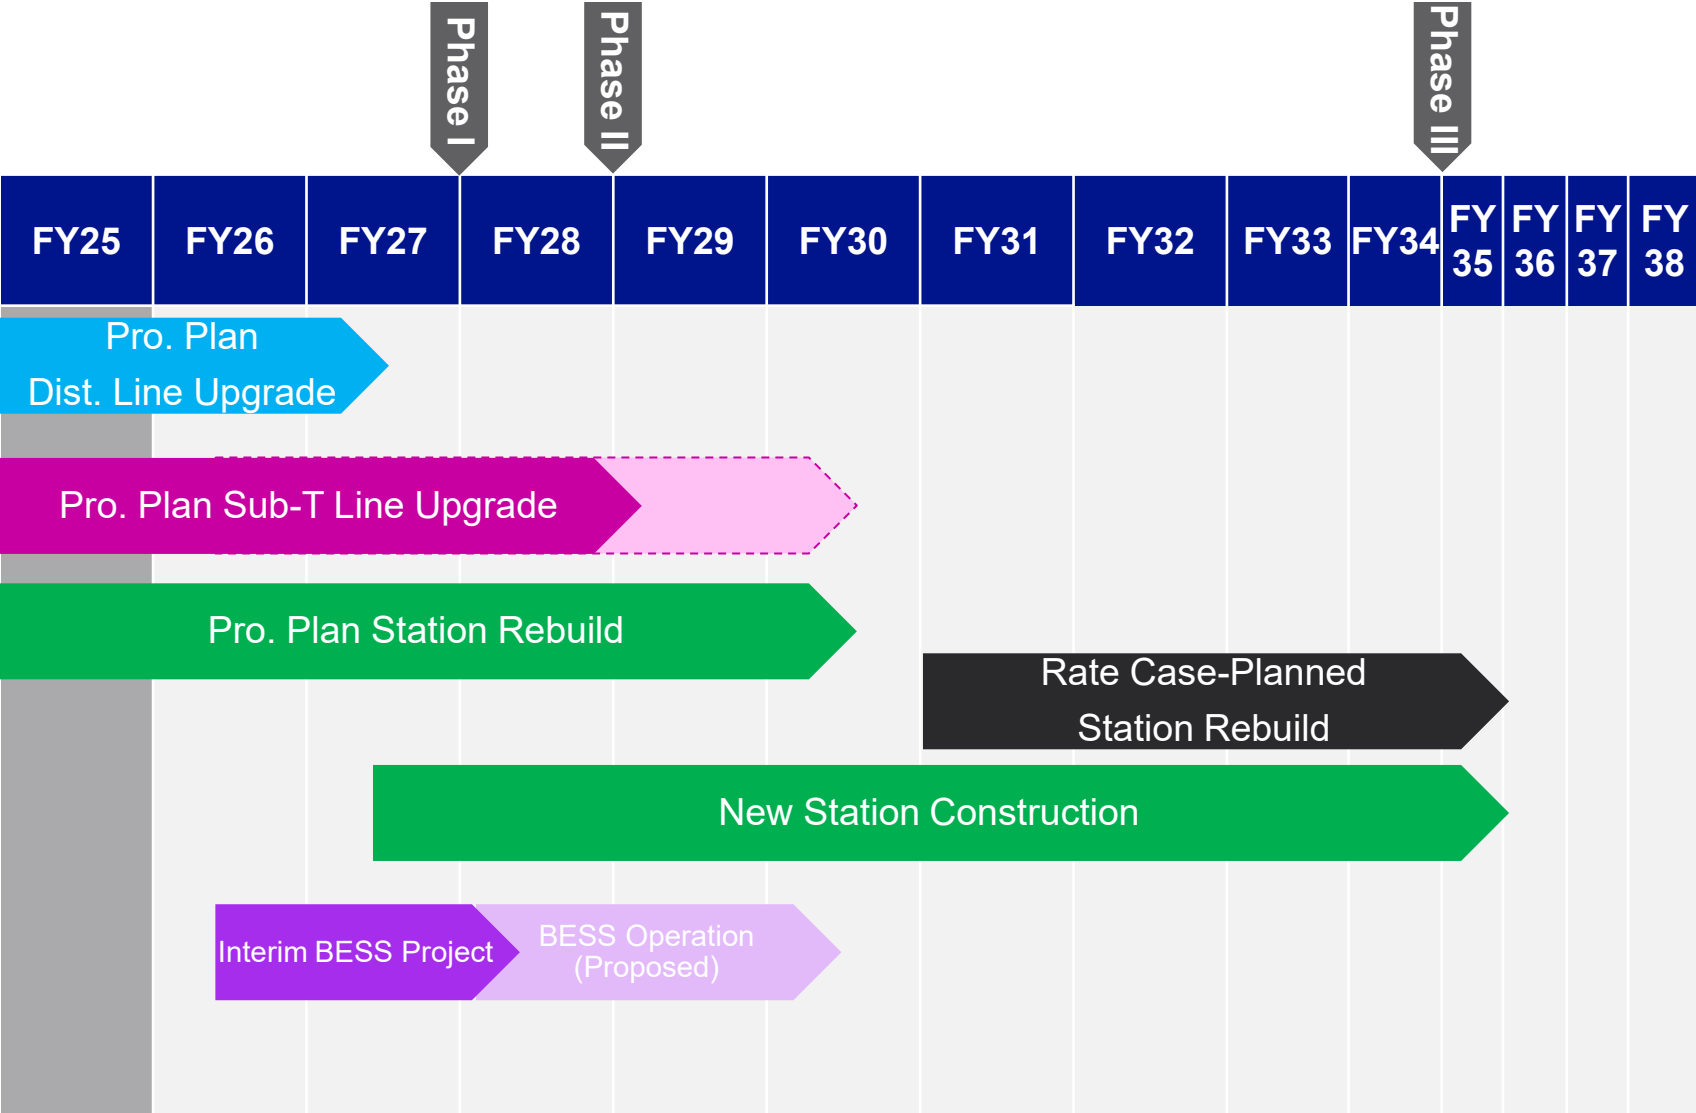 Phase I
Phase II
Phase III
FY25
FY26
FY27
FY28
FY29
FY30
FY31
FY32
FY33
FY34
FY
35
FY
36
FY
37
FY
38
Pro. Plan
Dist. Line Upgrade
Pro. Plan Sub-T Line Upgrade
Pro. Plan Station Rebuild
Rate Case-Planned
Station Rebuild
New Station Construction
Interim BESS Project
BESS Operation
(Proposed)